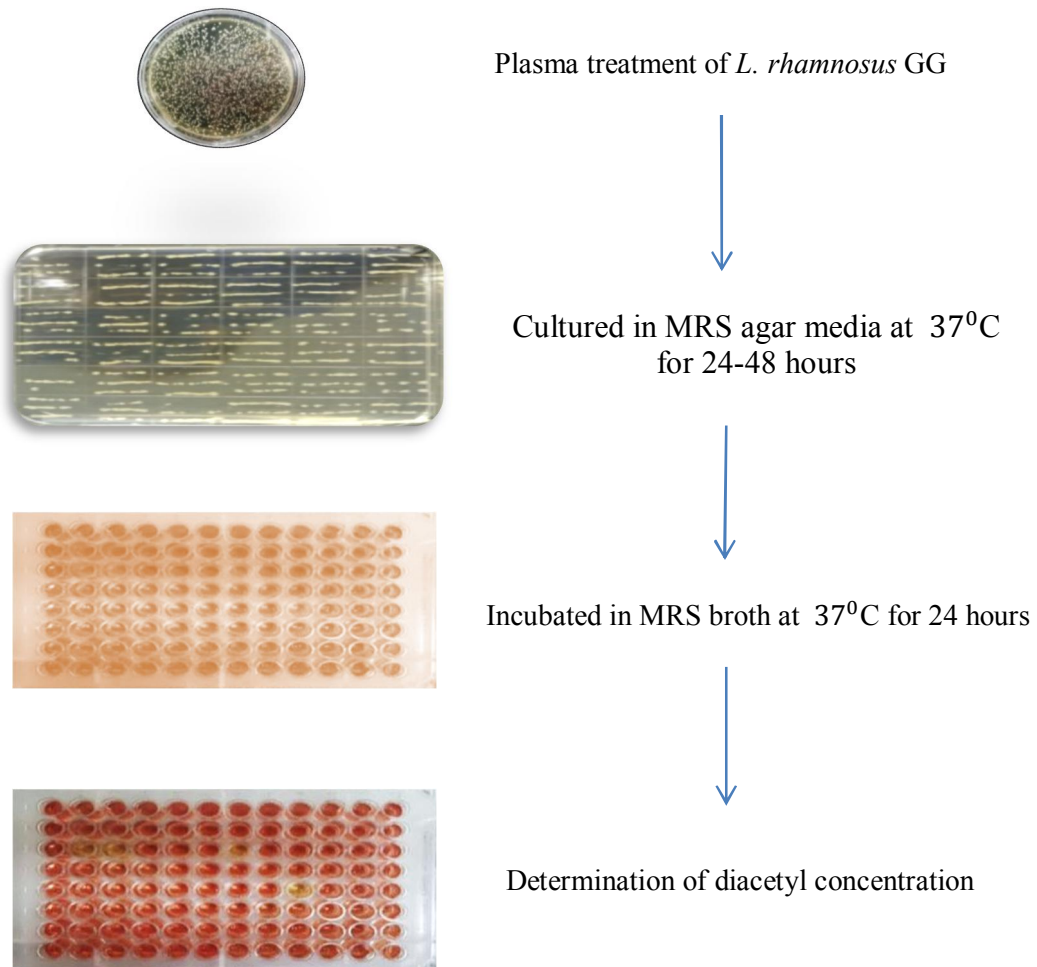 Plasma treatment of L. rhamnosus GG
Cultured in MRS agar media at 37⁰C
for 24-48 hours
Incubated in MRS broth at 37⁰C for 24 hours
Determination of diacetyl concentration